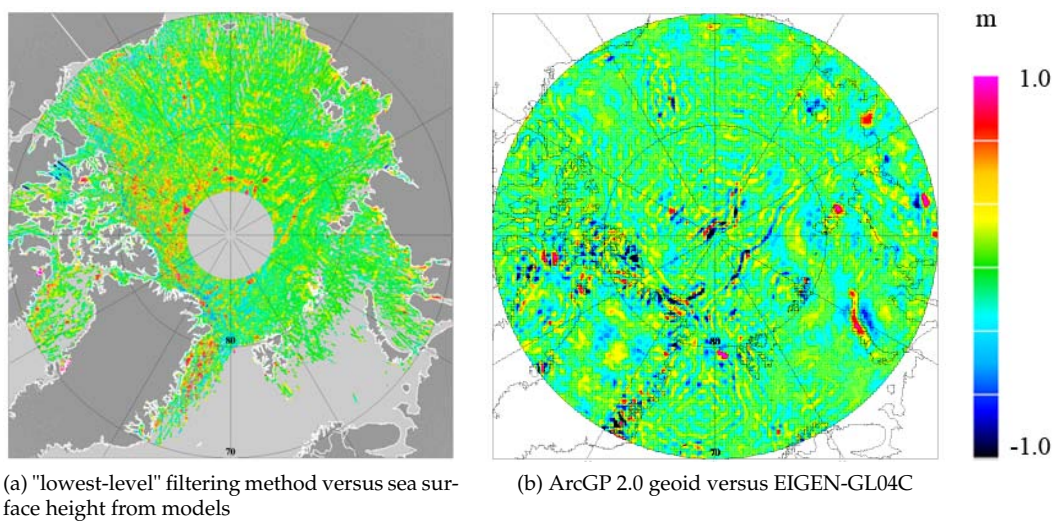 m
1.0
-1.0
80
70
80
70
(a) "lowest-level" filtering method versus sea sur-
face height from models
(b) ArcGP 2.0 geoid versus EIGEN-GL04C